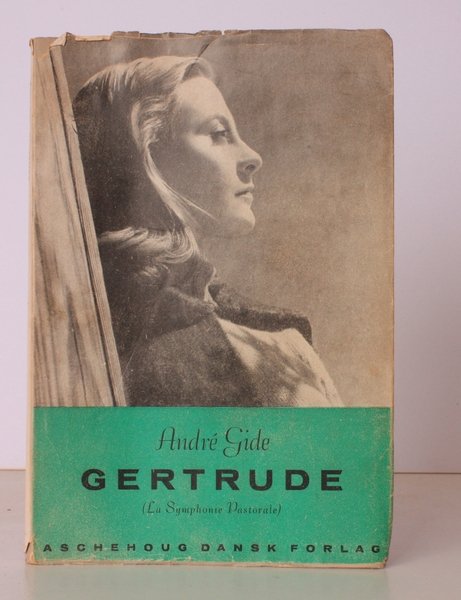 André Gide
GERTRUDE
(La Symphonie Pastorale)
ASCHEHOUG DANSK FORLAG